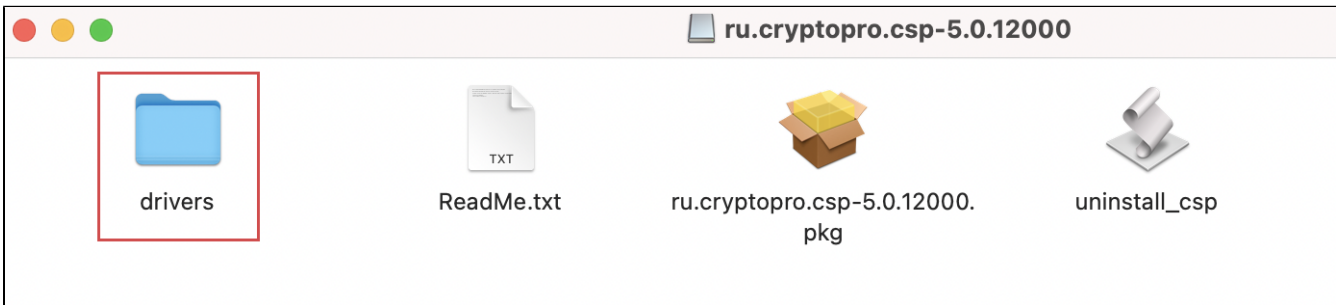 ru.cryptopro.csp-5.0.12000
TXT
drivers
ReadMe.txt
ru.cryptopro.csp-5.0.12000.
pkg
uninstall_csp